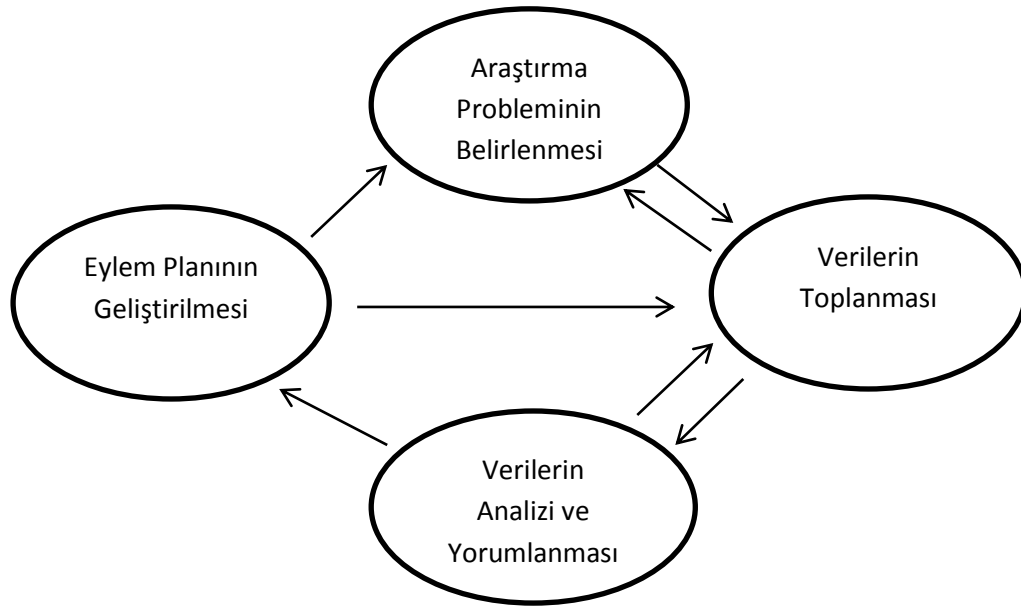 Araştırma
Probleminin
Belirlenmesi
Eylem Planının
Geliştirilmesi
Verilerin
Toplanması
Verilerin
Analizi ve
Yorumlanması